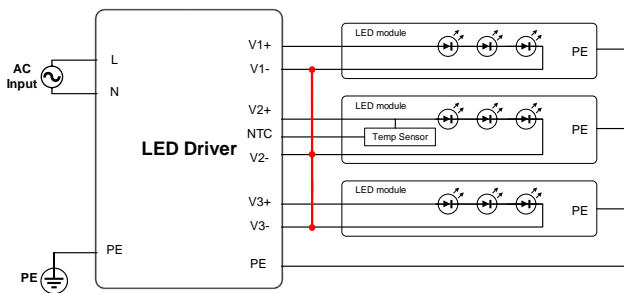 AC
Input
L
N
LED Driver
PE
PE
V1+
V1-
V2+
NTC
V2-
V3+
V3-
PE
LED module
PE
LED module
Temp Sensor
PE
LED module
PE